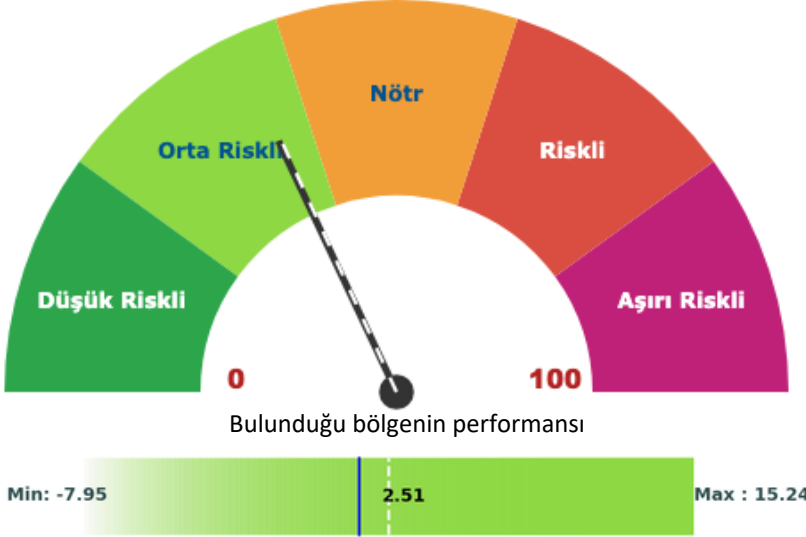 Nötr
Orta Riskli
Riskli
Düşük Riskli
Aşırı Riskli
0
100
Bulunduğu bölgenin performansı
Min: -7.95
2.51
Max : 15.24